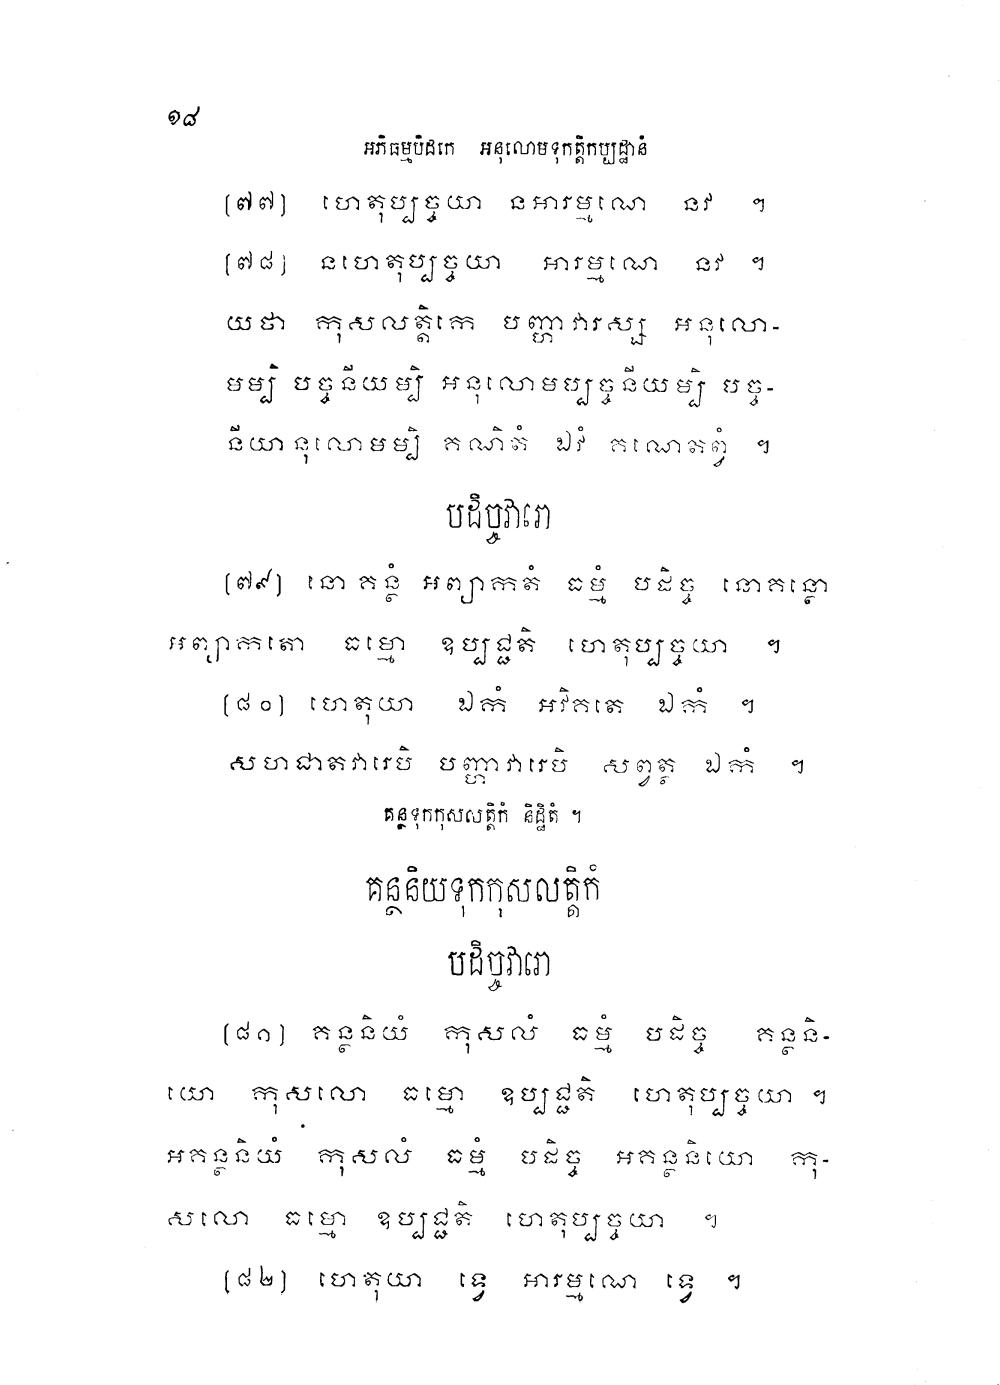 ១៨
អភិធម្មបិដកេ អនុលោមទុកត្តិកប្បដ្ឋានំ
(៧៧) ហេតុប្បច្ចយា នអារម្មណេ នវ ។
(៧៨) នហេតុប្បច្ចយា អារម្មណេ នវ ។
យថា កុសលត្តិកេ បញ្ហាវារស្ស អនុលោ-
មម្បិ បច្ចនីយម្បិ អនុលោមប្បច្ចនីយម្បិ បច្ច-
នីយានុលោមម្បិ គណិតំ ឯវំ គណេតព្វំ ។
បដិច្ចវារោ
(៧៩) នោគន្ថំ អព្យាកតំ ធម្មំ បដិច្ច នោគន្ថោ
អព្យាកតោ ធម្មោ ឧប្បជ្ជតិ ហេតុប្បច្ចយា ។
(៨០) ហេតុយា ឯកំ អវិគតេ ឯកំ ។
សហជាតវារេបិ បញ្ហាវារេបិ សព្វត្ថ ឯកំ ។
គន្ថទុកកុសលត្តិកំ និដ្ឋិតំ ។
គន្ថនិយទុកកុសលត្តិកំ
បដិច្ចវារោ
(៨១) គន្ថនិយំ កុសលំ ធម្មំ បដិច្ច គន្ថនិ-
យោ កុសលោ ធម្មោ ឧប្បជ្ជតិ ហេតុប្បច្ចយា ។
អគន្ថនិយំ កុសលំ ធម្មំ បដិច្ច អគន្ថនិយោ កុ-
សលោ ធម្មោ ឧប្បជ្ជតិ ហេតុប្បច្ចយា ។
(៨២) ហេតុយា ទ្វេ អារម្មណេ ទ្វេ ។